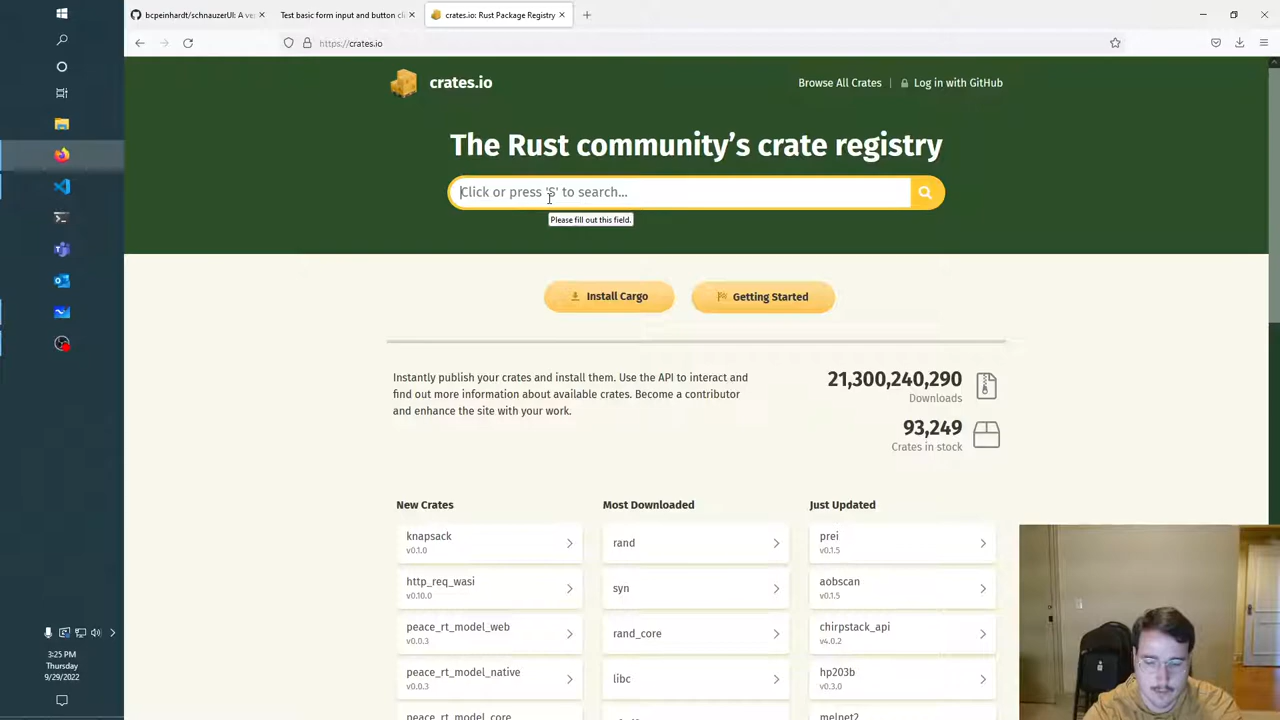 bcpeinhardt/schnauzerUI: A ve
Test basic form input and button cli
crates.io: Rust Package Registry
https://crates.io
crates.io
Browse All Crates
Log in with GitHub
The Rust community's crate registry
Click or press 'S' to search...
Please fill out this field.
Install Cargo
Getting Started
Instantly publish your crates and install them. Use the API to interact and
find out more information about available crates. Become a contributor
and enhance the site with your work.
21,300,240,290
Downloads
93,249
Crates in stock
New Crates
knapsack
v0.1.0
http_req_wasi
v0.10.0
peace_rt_model_web
v0.0.3
peace_rt_model_native
v0.0.3
peace_rt_model_core
Most Downloaded
rand
syn
rand_core
libc
Just Updated
prei
v0.1.5
aobscan
v0.1.5
chirpstack_api
v4.0.2
hp203b
v0.3.0
melnet2
3:25 PM
Thursday
9/29/2022